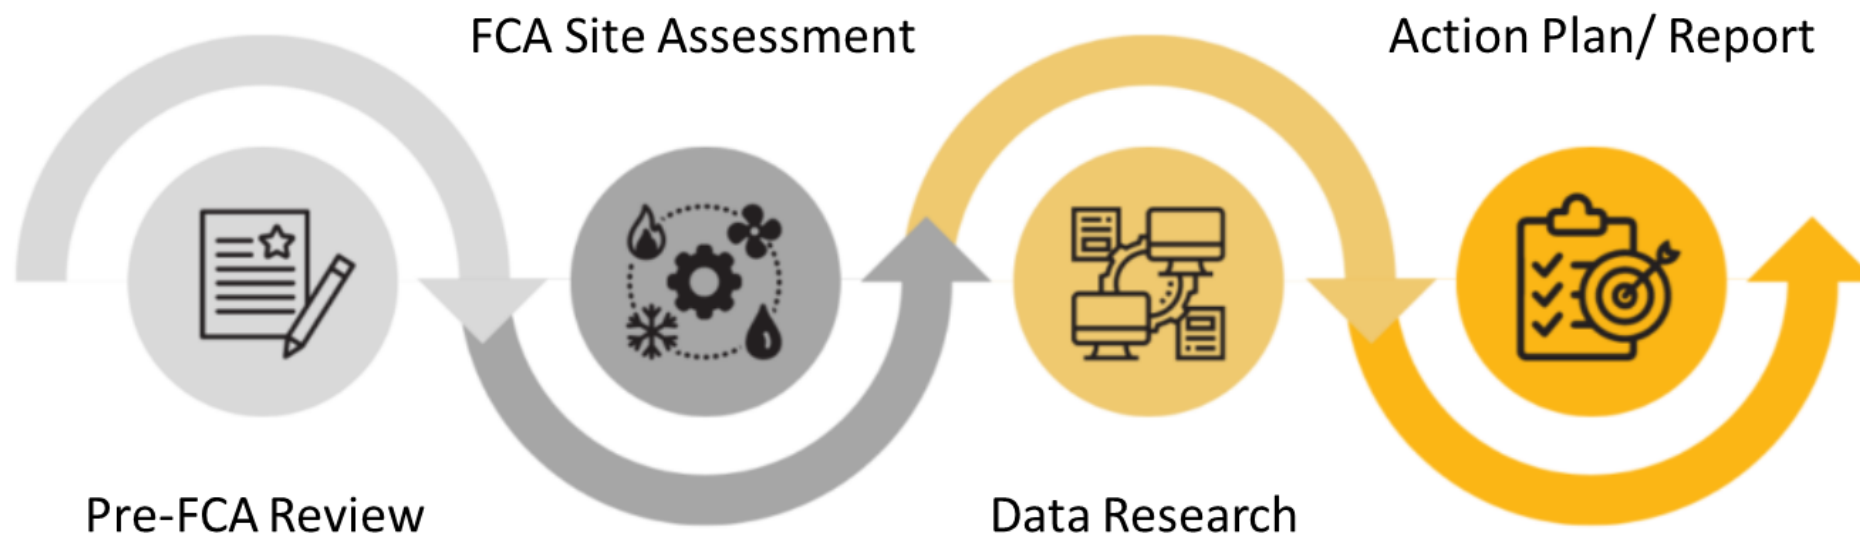 FCA Site Assessment
Action Plan/ Report
Pre-FCA Review
Data Research